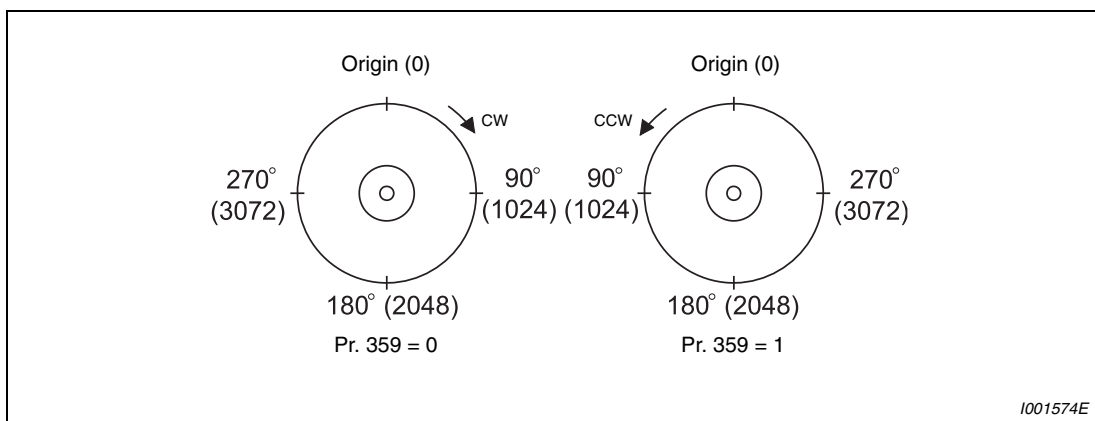 Origin (0)
Origin (0)
CW
CCW
270°
(3072)
90°
(1024)
90°
(1024)
270°
(3072)
180° (2048)
180° (2048)
Pr. 359 = 0
Pr. 359 = 1
I001574E